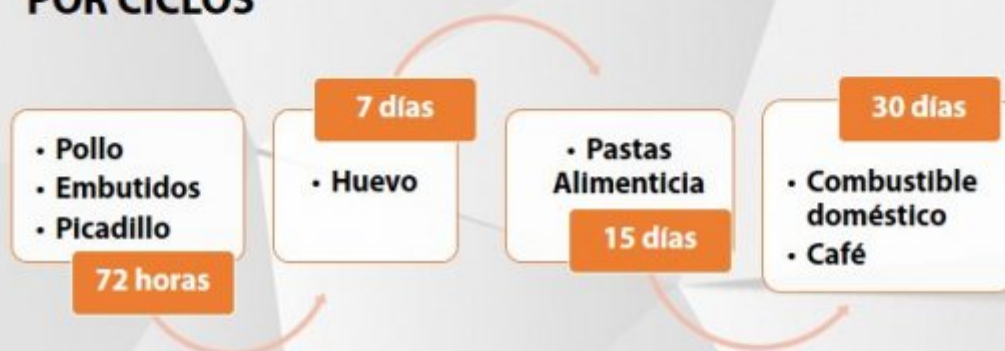 POR CICLOS
• Pollo
• Embutidos
• Picadillo
72 horas
7 días
• Huevo
• Pastas
Alimenticia
15 días
30 días
• Combustible
doméstico
• Café